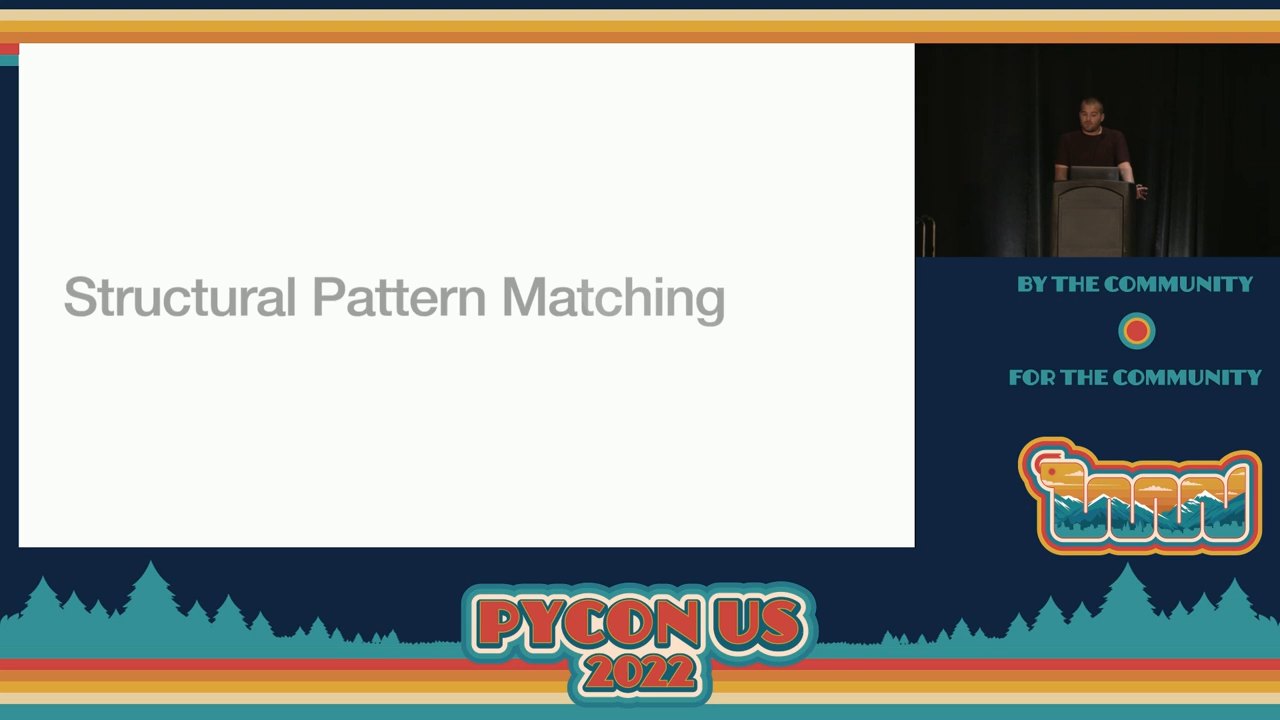 Structural Pattern Matching
BY THE COMMUNITY
FOR THE COMMUNITY
PYCON US
2022